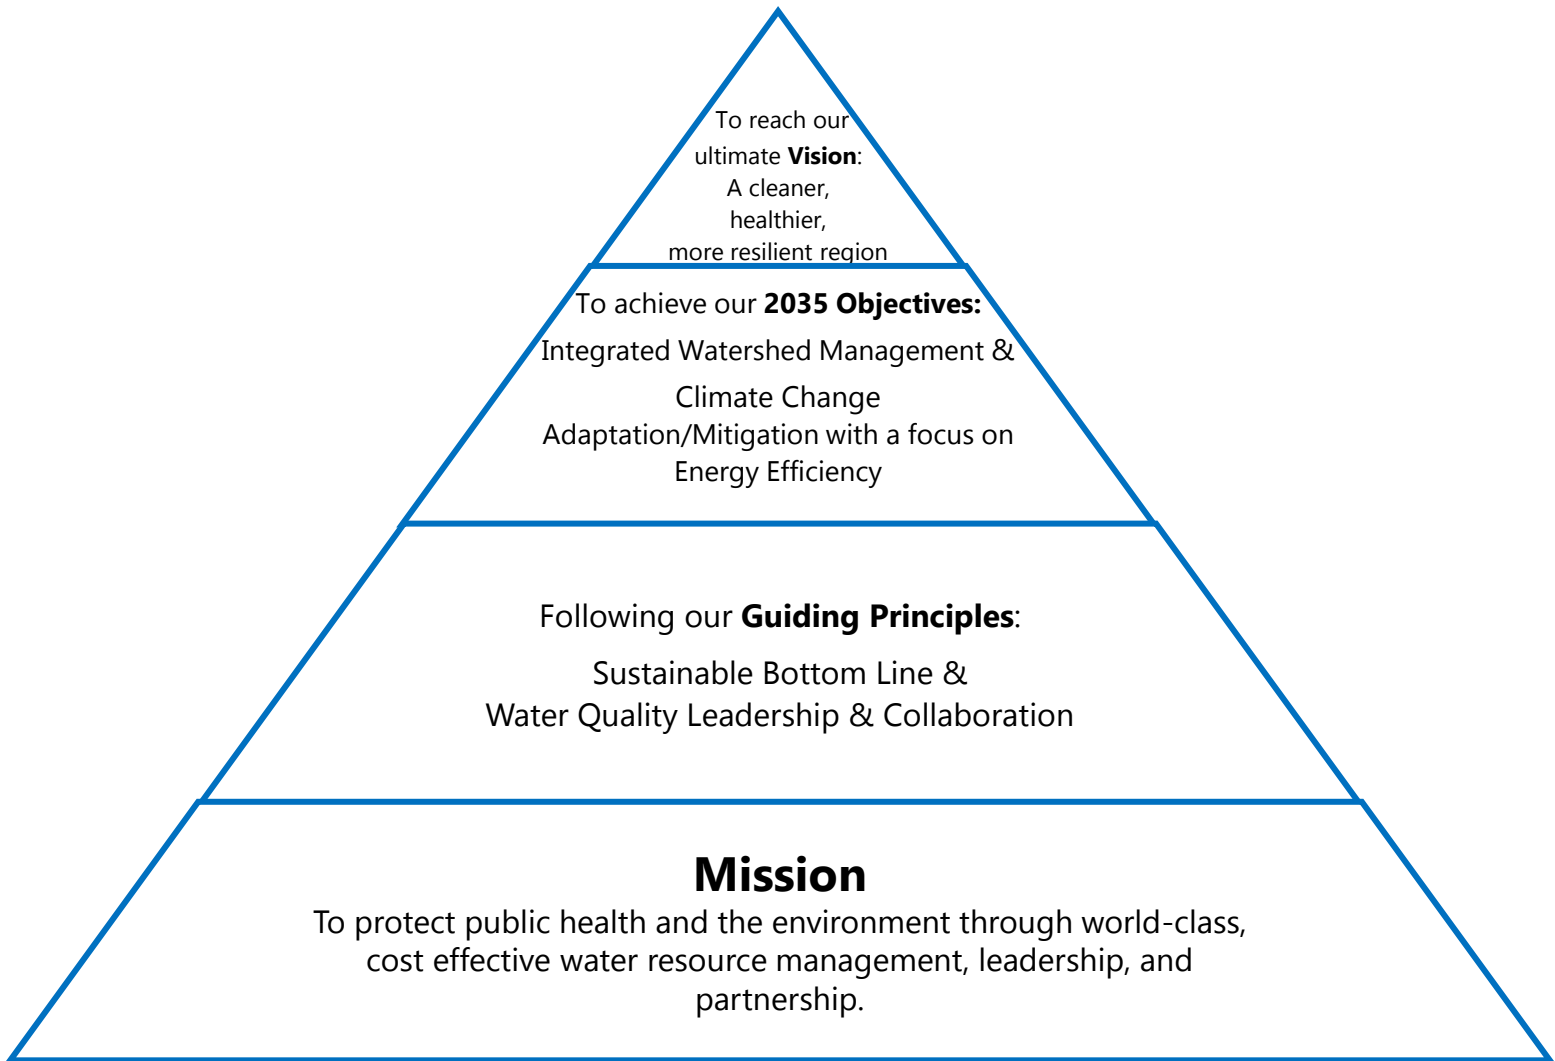 To reach our
ultimate Vision:
A cleaner,
healthier,
more resilient region
To achieve our 2035 Objectives:
Integrated Watershed Management &
Climate Change
Adaptation/Mitigation with a focus on
Energy Efficiency
Following our Guiding Principles:
Sustainable Bottom Line &
Water Quality Leadership & Collaboration
Mission
To protect public health and the environment through world-class,
cost effective water resource management, leadership, and
partnership.